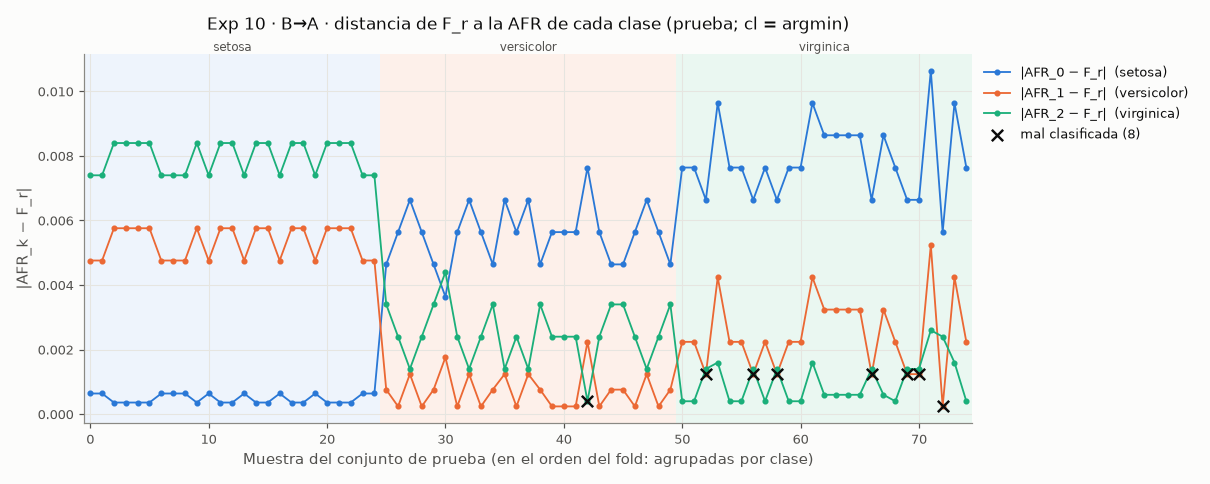 Exp 10 · B→A · distancia de F_r a la AFR de cada clase (prueba; cl = argmin)
setosa
versicolor
virginica
|AFR_0 − F_r| (setosa)
|AFR_1 − F_r| (versicolor)
|AFR_2 − F_r| (virginica)
mal clasificada (8)
|AFR_k − F_r|
0.010
0.008
0.006
0.004
0.002
0.000
0
10
20
30
40
50
60
70
Muestra del conjunto de prueba (en el orden del fold: agrupadas por clase)